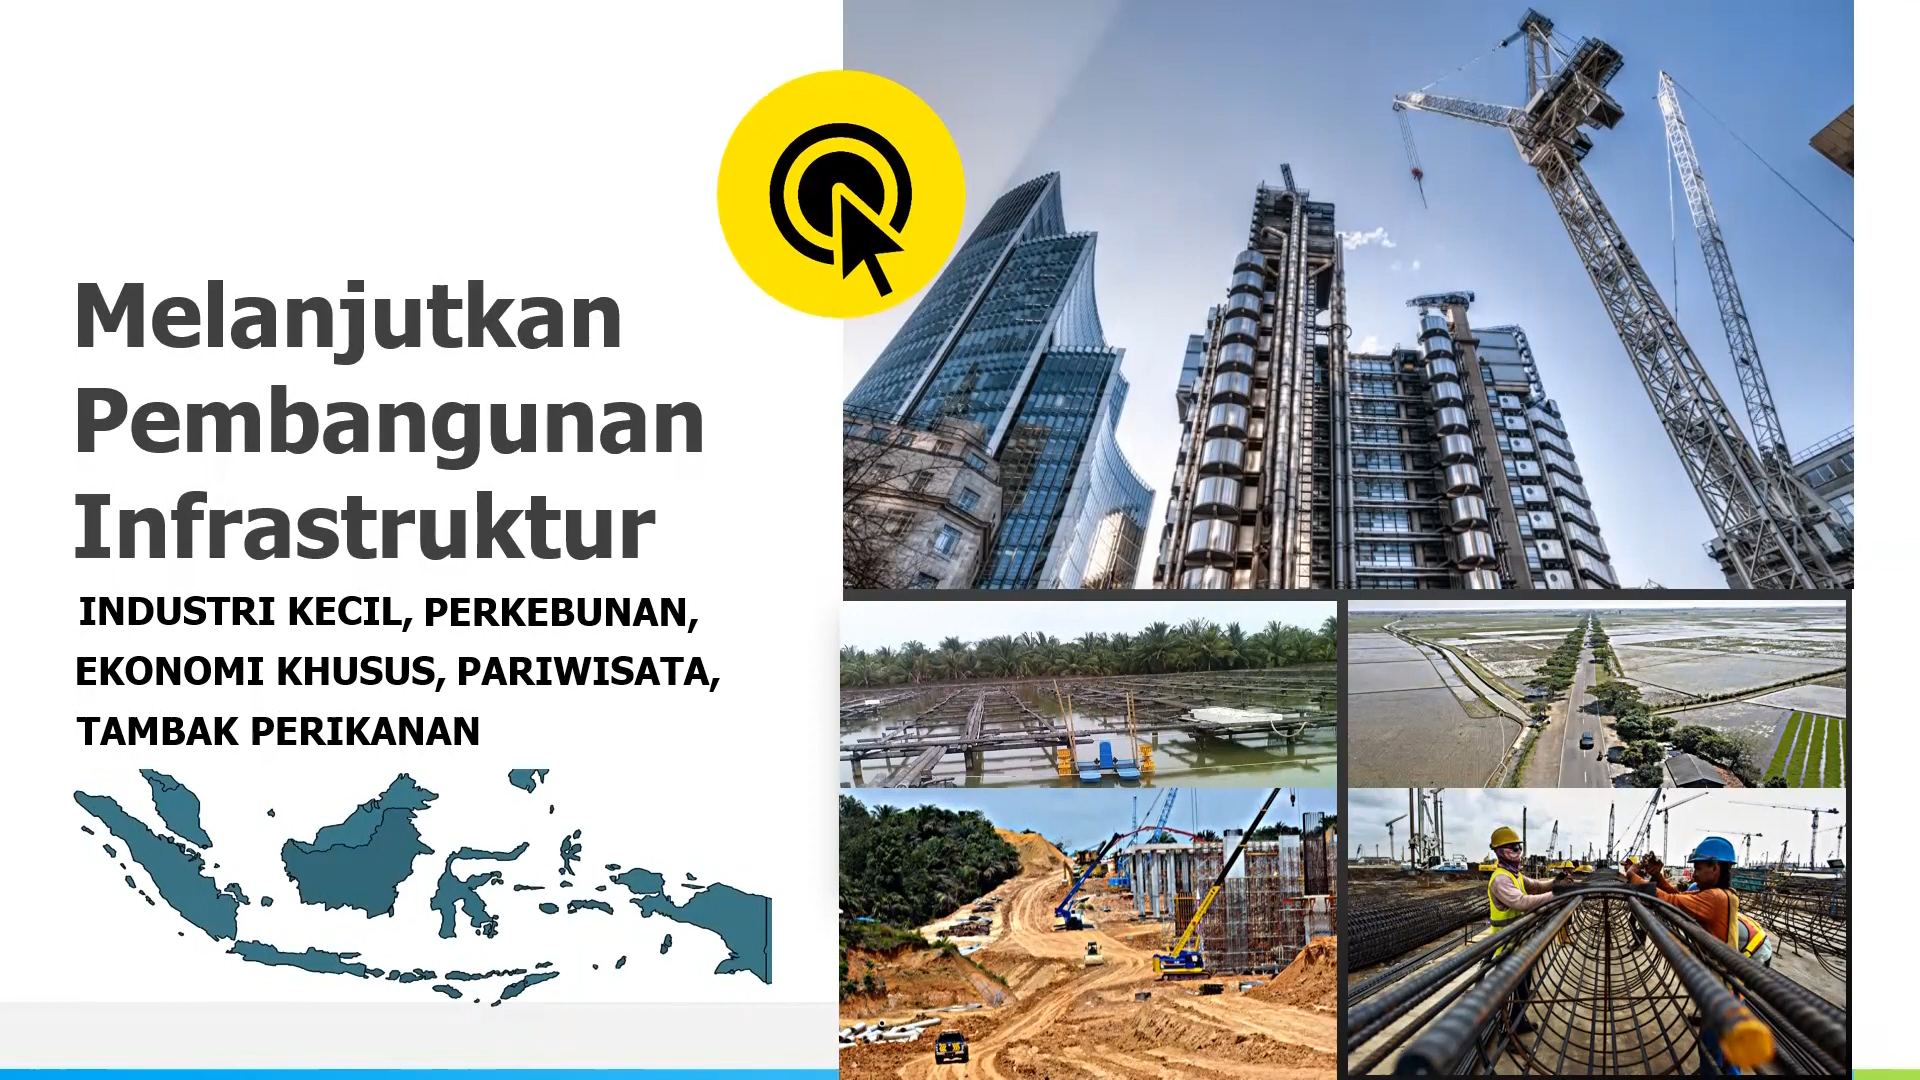 Melanjutkan
Pembangunan
Infrastruktur
INDUSTRI KECIL, PERKEBUNAN,
EKONOMI KHUSUS, PARIWISATA,
TAMBAK PERIKANAN